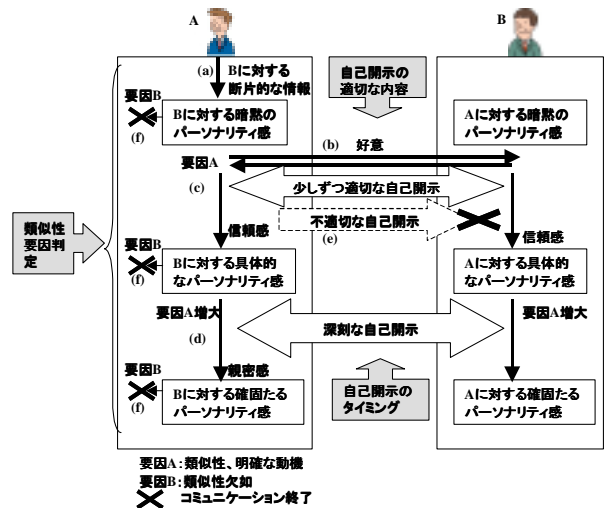 A
B
(a)
Bに対する
断片的な情報
自己開示の
適切な内容
要因B
(f)
Bに対する暗黙の
パーソナリティ感
Aに対する暗黙の
パーソナリティ感
(b) 好意
要因A
(c)
少しずつ適切な自己開示
不適切な自己開示
(e)
類似性
要因判
定
信頼感
信頼感
要因B
(f)
Bに対する具体的
なパーソナリティ感
Aに対する具体的
なパーソナリティ感
要因A増大
要因A増大
(d)
深刻な自己開示
要因B
(f)
親密感
Bに対する確固たる
パーソナリティ感
自己開示の
タイミング
Aに対する確固たる
パーソナリティ感
要因A:類似性、明確な動機
要因B:類似性欠如
コミュニケーション終了